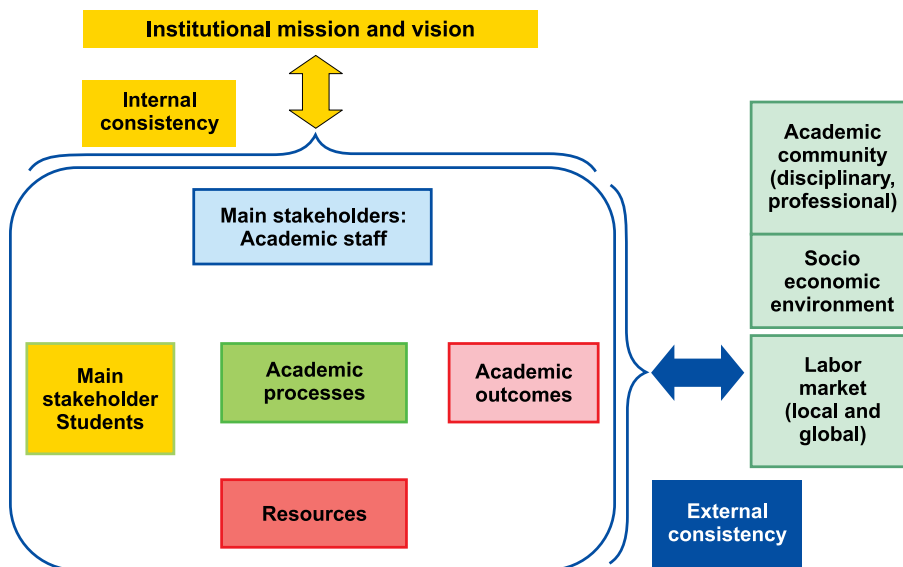 Institutional mission and vision
Internal
consistency
Academic
community
(disciplinary,
professional)
Main stakeholders:
Academic staff
Socio
economic
environment
Main
stakeholder
Students
Academic
processes
Academic
outcomes
Labor
market
(local and
global)
Resources
External
consistency